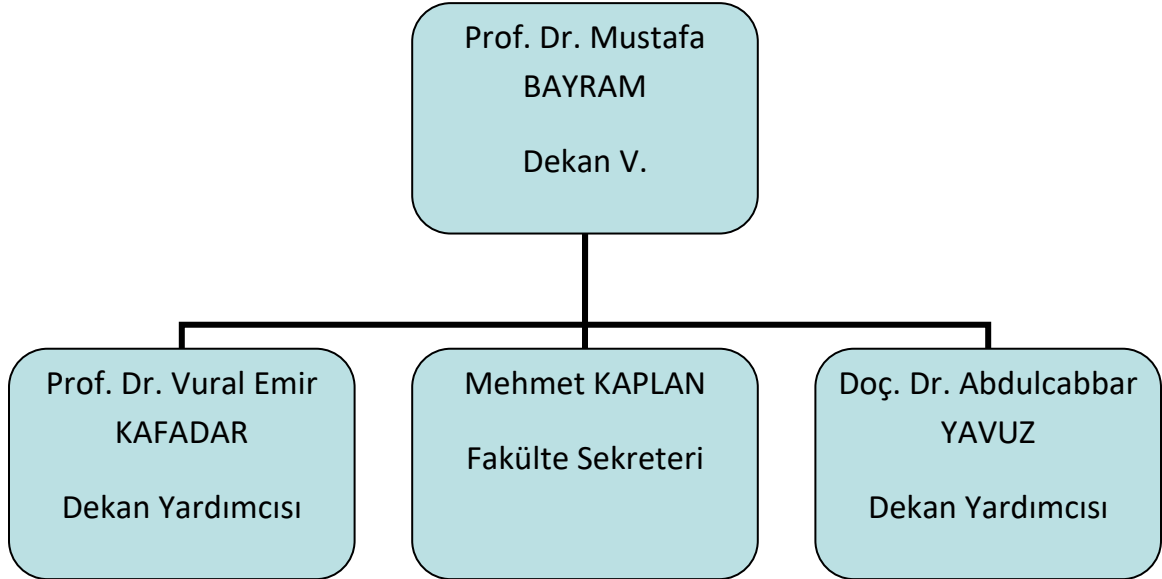 Prof. Dr. Mustafa
BAYRAM
Dekan V.
Prof. Dr. Vural Emir
KAFADAR
Dekan Yardımcısı
Mehmet KAPLAN
Fakülte Sekreteri
Doç. Dr. Abdulcabbar
YAVUZ
Dekan Yardımcısı